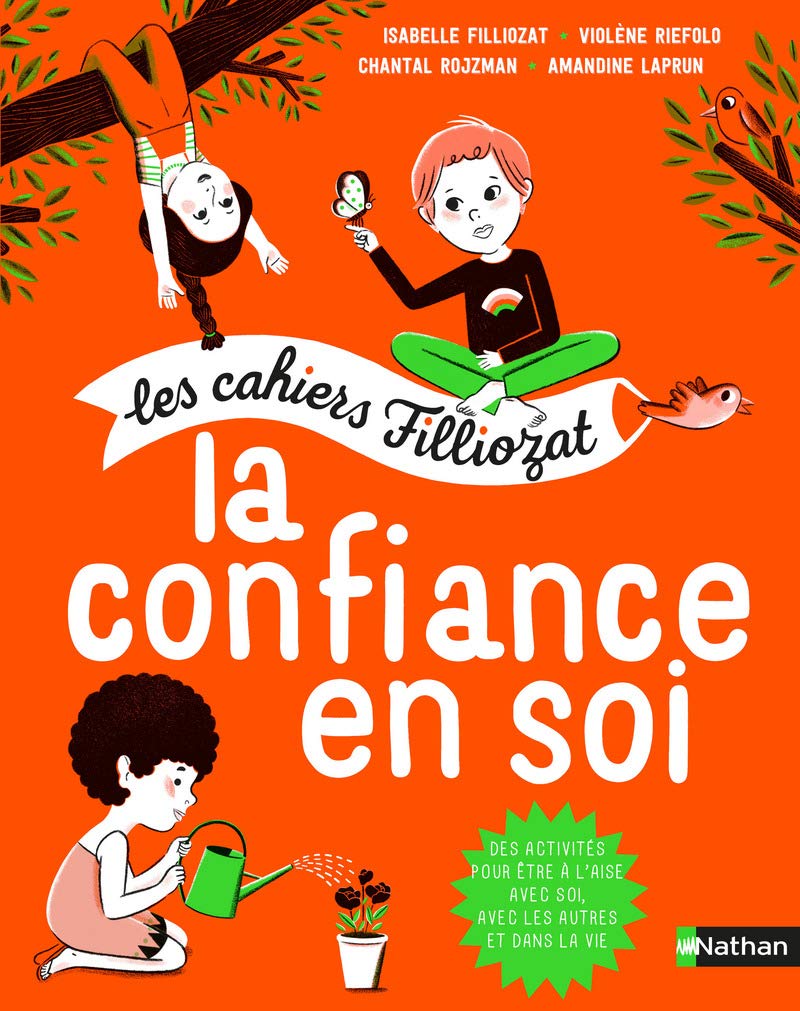 ISABELLE FILLIOZAT ★ VIOLÈNE RIEFOLO
CHANTAL ROJZMAN ★ AMANDINE LAPRUN
les cahiers Filliozat
la
confiance
en soi
DES ACTIVITÉS
POUR ÊTRE À L'AISE
AVEC SOI,
AVEC LES AUTRES
ET DANS LA VIE
Nathan